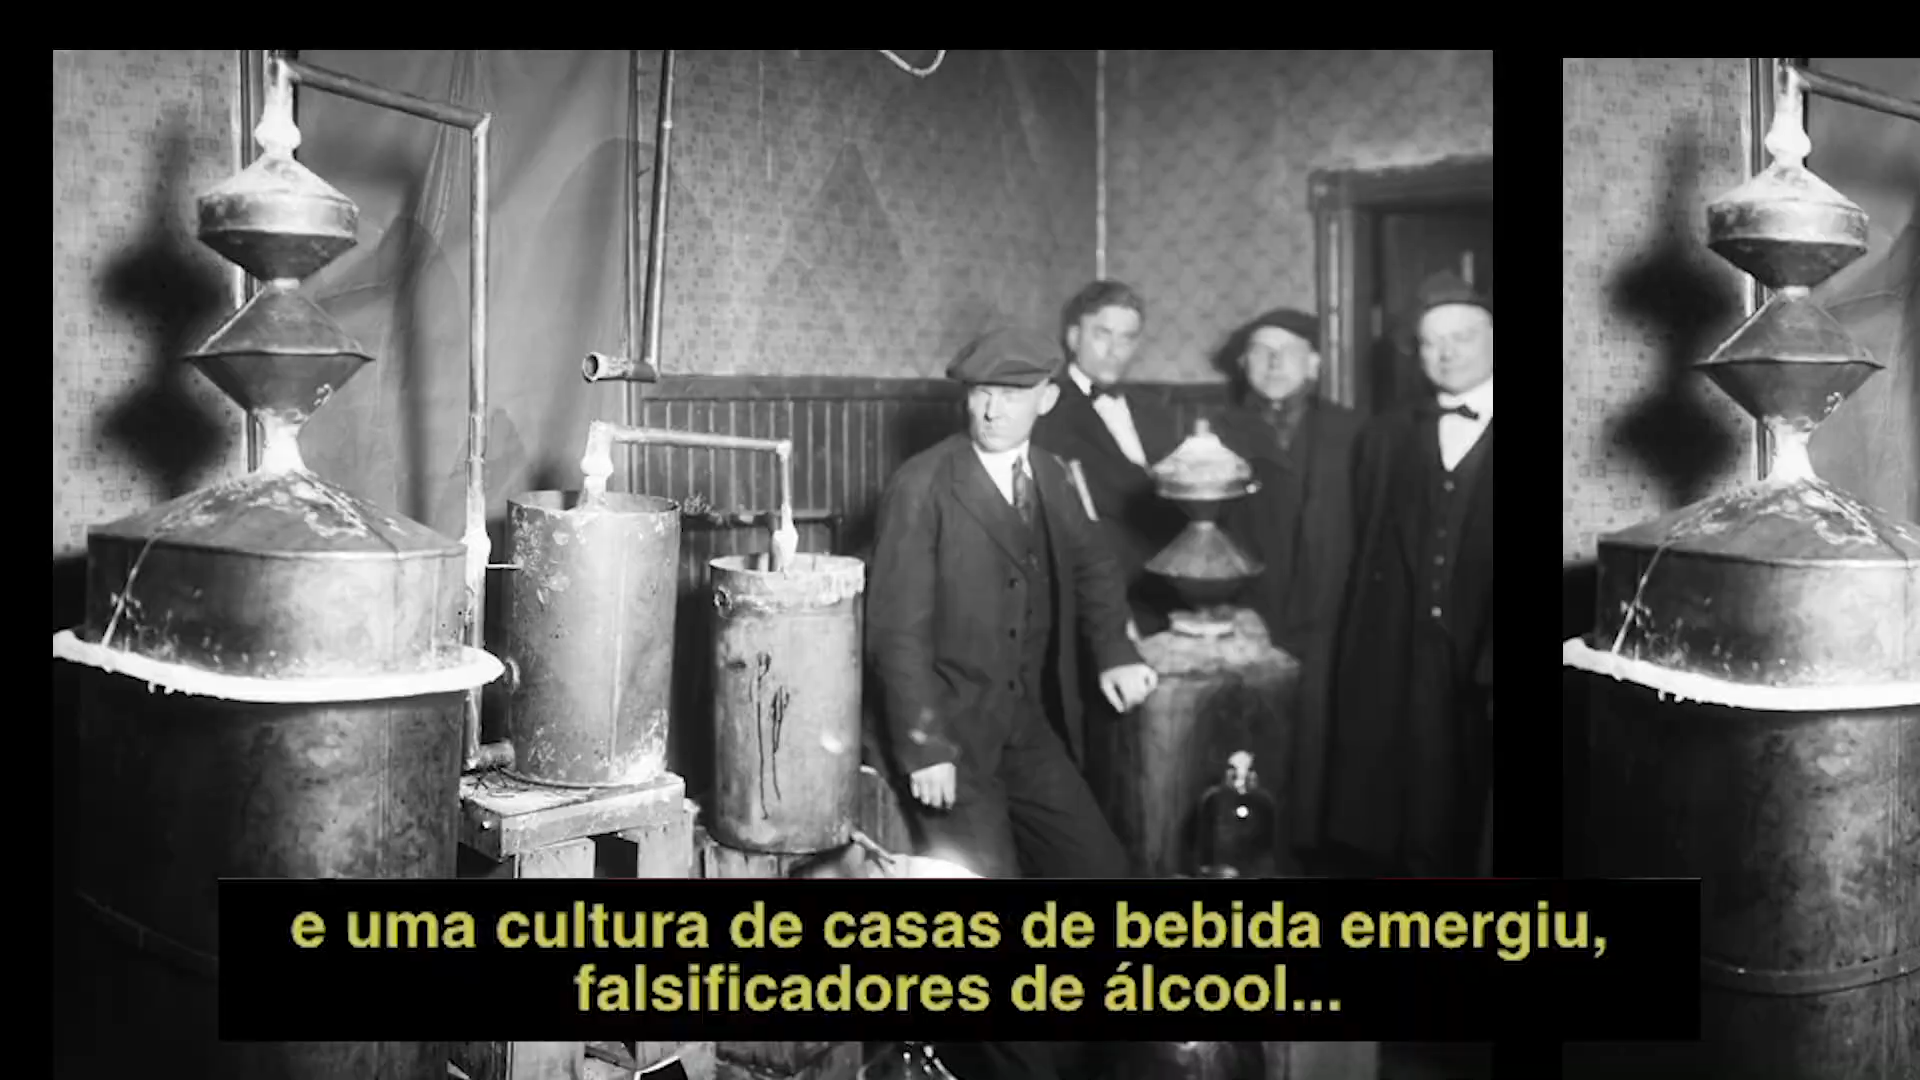 e uma cultura de casas de bebida emergiu,
falsificadores de álcool...